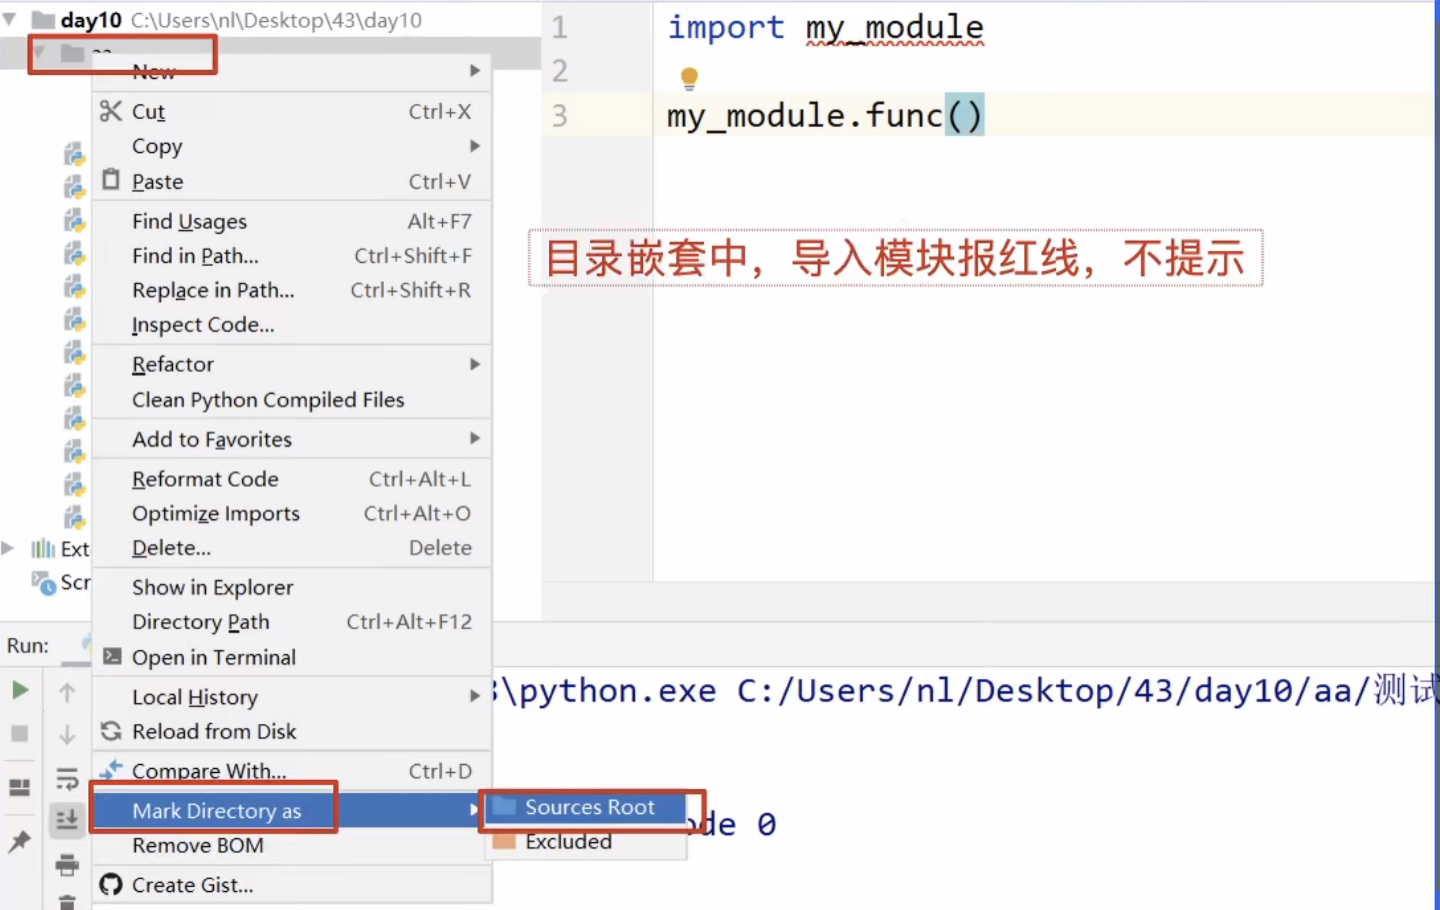 day10 C:\Users\nl\Desktop\43\day10
New
Cut Ctrl+X
Copy
Paste Ctrl+V
Find Usages Alt+F7
Find in Path... Ctrl+Shift+F
Replace in Path... Ctrl+Shift+R
Inspect Code...
Refactor
Clean Python Compiled Files
Add to Favorites
Reformat Code Ctrl+Alt+L
Optimize Imports Ctrl+Alt+O
Delete... Delete
Show in Explorer
Directory Path Ctrl+Alt+F12
Open in Terminal
Local History
Reload from Disk
Compare With... Ctrl+D
Mark Directory as
Remove BOM
Create Gist...
Sources Root
Excluded
Ext
Scr
Run:
1 import my_module
2
3 my_module.func()
目录嵌套中，导入模块报红线，不提示
\python.exe C:/Users/nl/Desktop/43/day10/aa/测试
ode 0